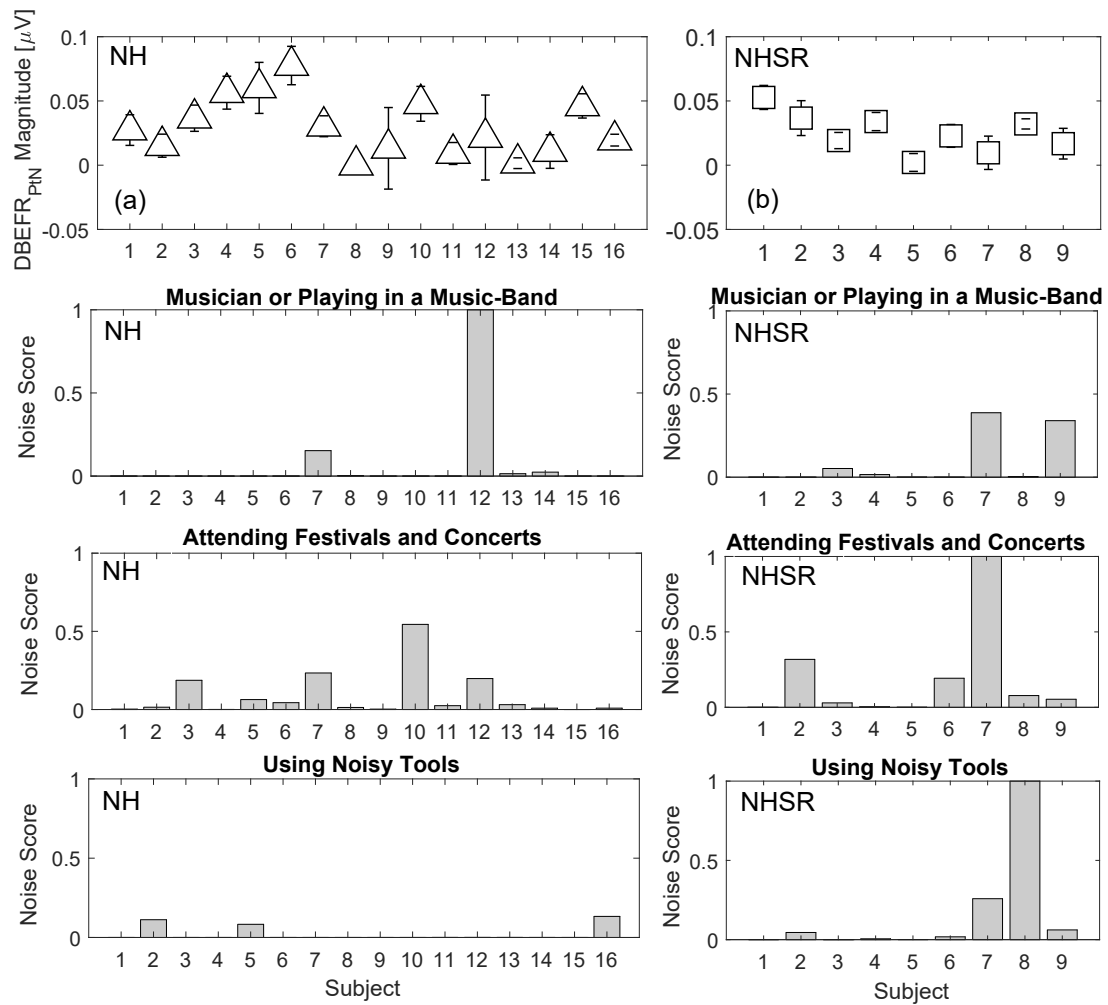 DBEFR_PtN Magnitude [μV]
0.1
0.05
0
-0.05
NH
(a)
1 2 3 4 5 6 7 8 9 10 11 12 13 14 15 16
0.1
0.05
0
-0.05
NHSR
(b)
1 2 3 4 5 6 7 8 9
Musician or Playing in a Music-Band
Noise Score
1
0.5
0
NH
1 2 3 4 5 6 7 8 9 10 11 12 13 14 15 16
Musician or Playing in a Music-Band
Noise Score
1
0.5
0
NHSR
1 2 3 4 5 6 7 8 9
Attending Festivals and Concerts
Noise Score
1
0.5
0
NH
1 2 3 4 5 6 7 8 9 10 11 12 13 14 15 16
Attending Festivals and Concerts
Noise Score
1
0.5
0
NHSR
1 2 3 4 5 6 7 8 9
Using Noisy Tools
Noise Score
1
0.5
0
NH
1 2 3 4 5 6 7 8 9 10 11 12 13 14 15 16
Subject
Using Noisy Tools
Noise Score
1
0.5
0
NHSR
1 2 3 4 5 6 7 8 9
Subject